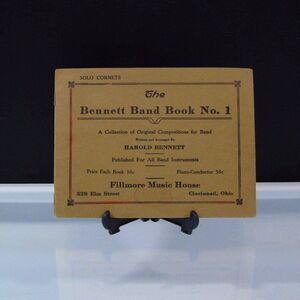 SOLO CORNETS
The
Bennett Band Book No. 1
A Collection of Original Compositions for Band
Written and Arranged By
HAROLD BENNETT
Published For All Band Instruments
Price Each Book 30c Piano-Conductor 50c
Fillmore Music House
528 Elm Street Cincinnati, Ohio